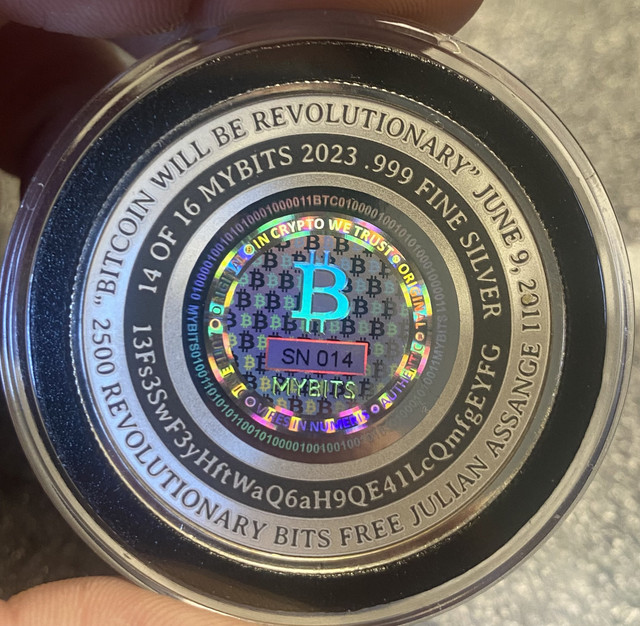 “BITCOIN WILL BE REVOLUTIONARY” JUNE 9, 2011
2500 REVOLUTIONARY BITS FREE JULIAN ASSANGE
14 OF 16 MYBITS 2023 .999 FINE SILVER
13Fs3SwF3yHftWaQ6aH9QE41LcQmfgEYFG
IN CRYPTO WE TRUST
ORIGINAL
SN 014
MYBITS